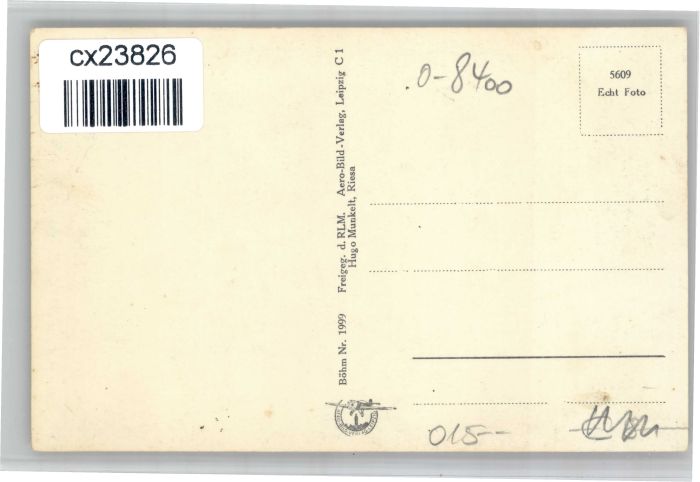 cx23826
0-8400
5609
Echt Foto
Böhm Nr. 1999 Freigeg. d. RLM. Aero-Bild-Verlag, Leipzig C 1
Hugo Munkelt, Riesa
015--